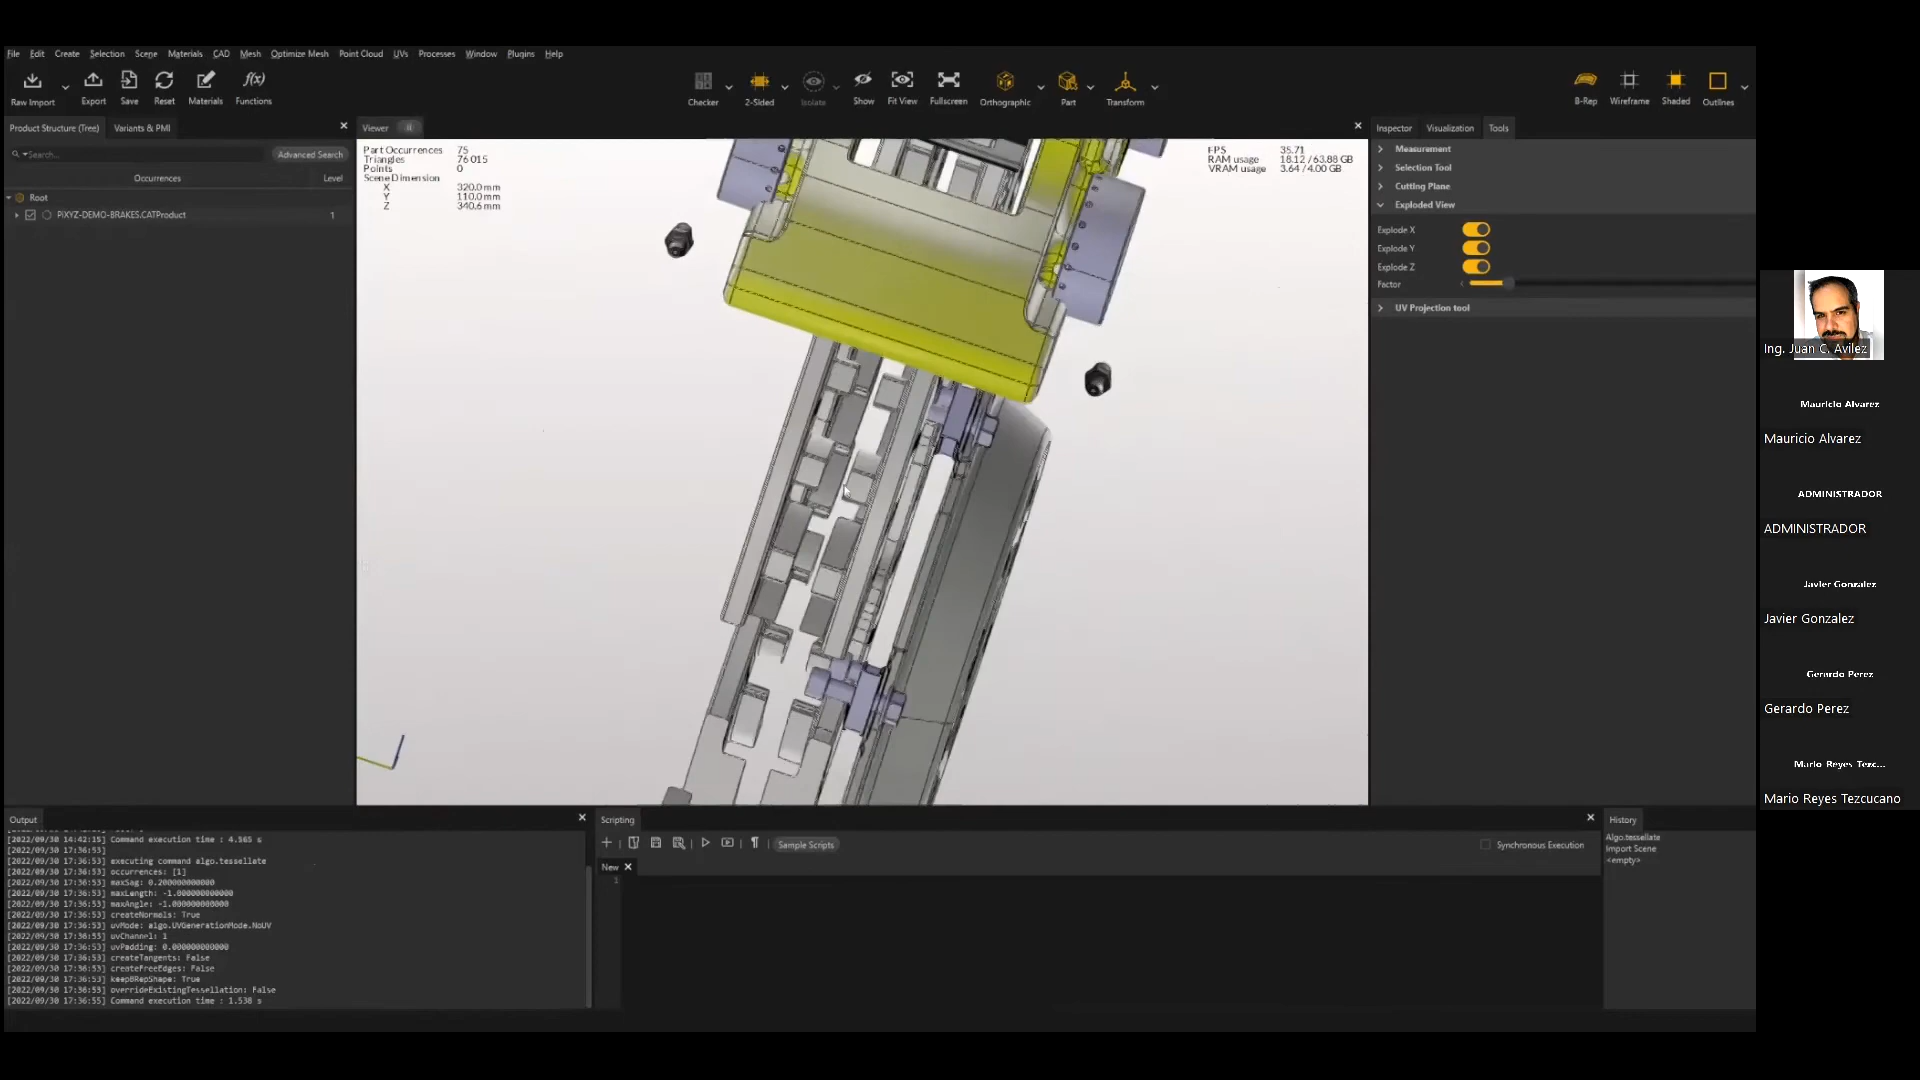 File Edit Create Selection Scene Materials CAD Mesh Optimize Mesh Point Cloud UVs Processes Window Plugins Help
Raw Import Export Save Reset Materials f(x) Functions Checker 2-Sided Isolate Show Fit View Fullscreen Orthographic Part Transform B-Rep Wireframe Shaded Outlines
Product Structure (Tree) Variants & PMI
Search... Advanced Search
Occurrences Level
Root
PIXYZ-DEMO-BRAKES.CATProduct 1
Viewer
Part Occurrences 75
Triangles 76 015
Points 0
Scene Dimension
X 320.0 mm
Y 110.0 mm
Z 340.6 mm
FPS 35.71
RAM usage 18.12 / 63.88 GB
VRAM usage 3.64 / 4.00 GB
Inspector Visualization Tools
Measurement
Selection Tool
Cutting Plane
Exploded View
Explode X
Explode Y
Explode Z
Factor
UV Projection tool
Ing. Juan C. Avilez
Mauricio Alvarez
Mauricio Alvarez
ADMINISTRADOR
ADMINISTRADOR
Javier Gonzalez
Javier Gonzalez
Gerardo Perez
Gerardo Perez
Mario Reyes Tezc...
Mario Reyes Tezcucano
Output
[2022/09/30 14:42:15] Command execution time : 4.565 s
[2022/09/30 17:36:53]
[2022/09/30 17:36:53] executing command algo.tessellate
[2022/09/30 17:36:53] occurrences: [1]
[2022/09/30 17:36:53] maxSag: 0.200000000000
[2022/09/30 17:36:53] maxLength: -1.000000000000
[2022/09/30 17:36:53] maxAngle: -1.000000000000
[2022/09/30 17:36:53] createNormals: True
[2022/09/30 17:36:53] uvMode: algo.UVGenerationMode.NoUV
[2022/09/30 17:36:53] uvChannel: 1
[2022/09/30 17:36:53] uvPadding: 0.000000000000
[2022/09/30 17:36:53] createTangents: False
[2022/09/30 17:36:53] createFreeEdges: False
[2022/09/30 17:36:53] keepBRepShape: True
[2022/09/30 17:36:53] overrideExistingTessellation: False
[2022/09/30 17:36:55] Command execution time : 1.538 s
Scripting
Sample Scripts Synchronous Execution
New
1
History
Algo.tessellate
Import Scene
<empty>